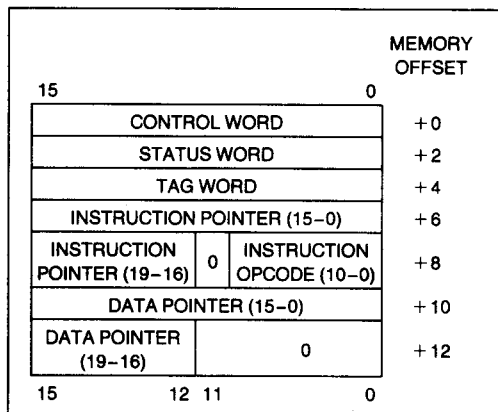 MEMORY
OFFSET
15 0
CONTROL WORD +0
STATUS WORD +2
TAG WORD +4
INSTRUCTION POINTER (15–0) +6
INSTRUCTION
POINTER (19–16) 0 INSTRUCTION
OPCODE (10–0) +8
DATA POINTER (15–0) +10
DATA POINTER
(19–16) 0 +12
15 12 11 0